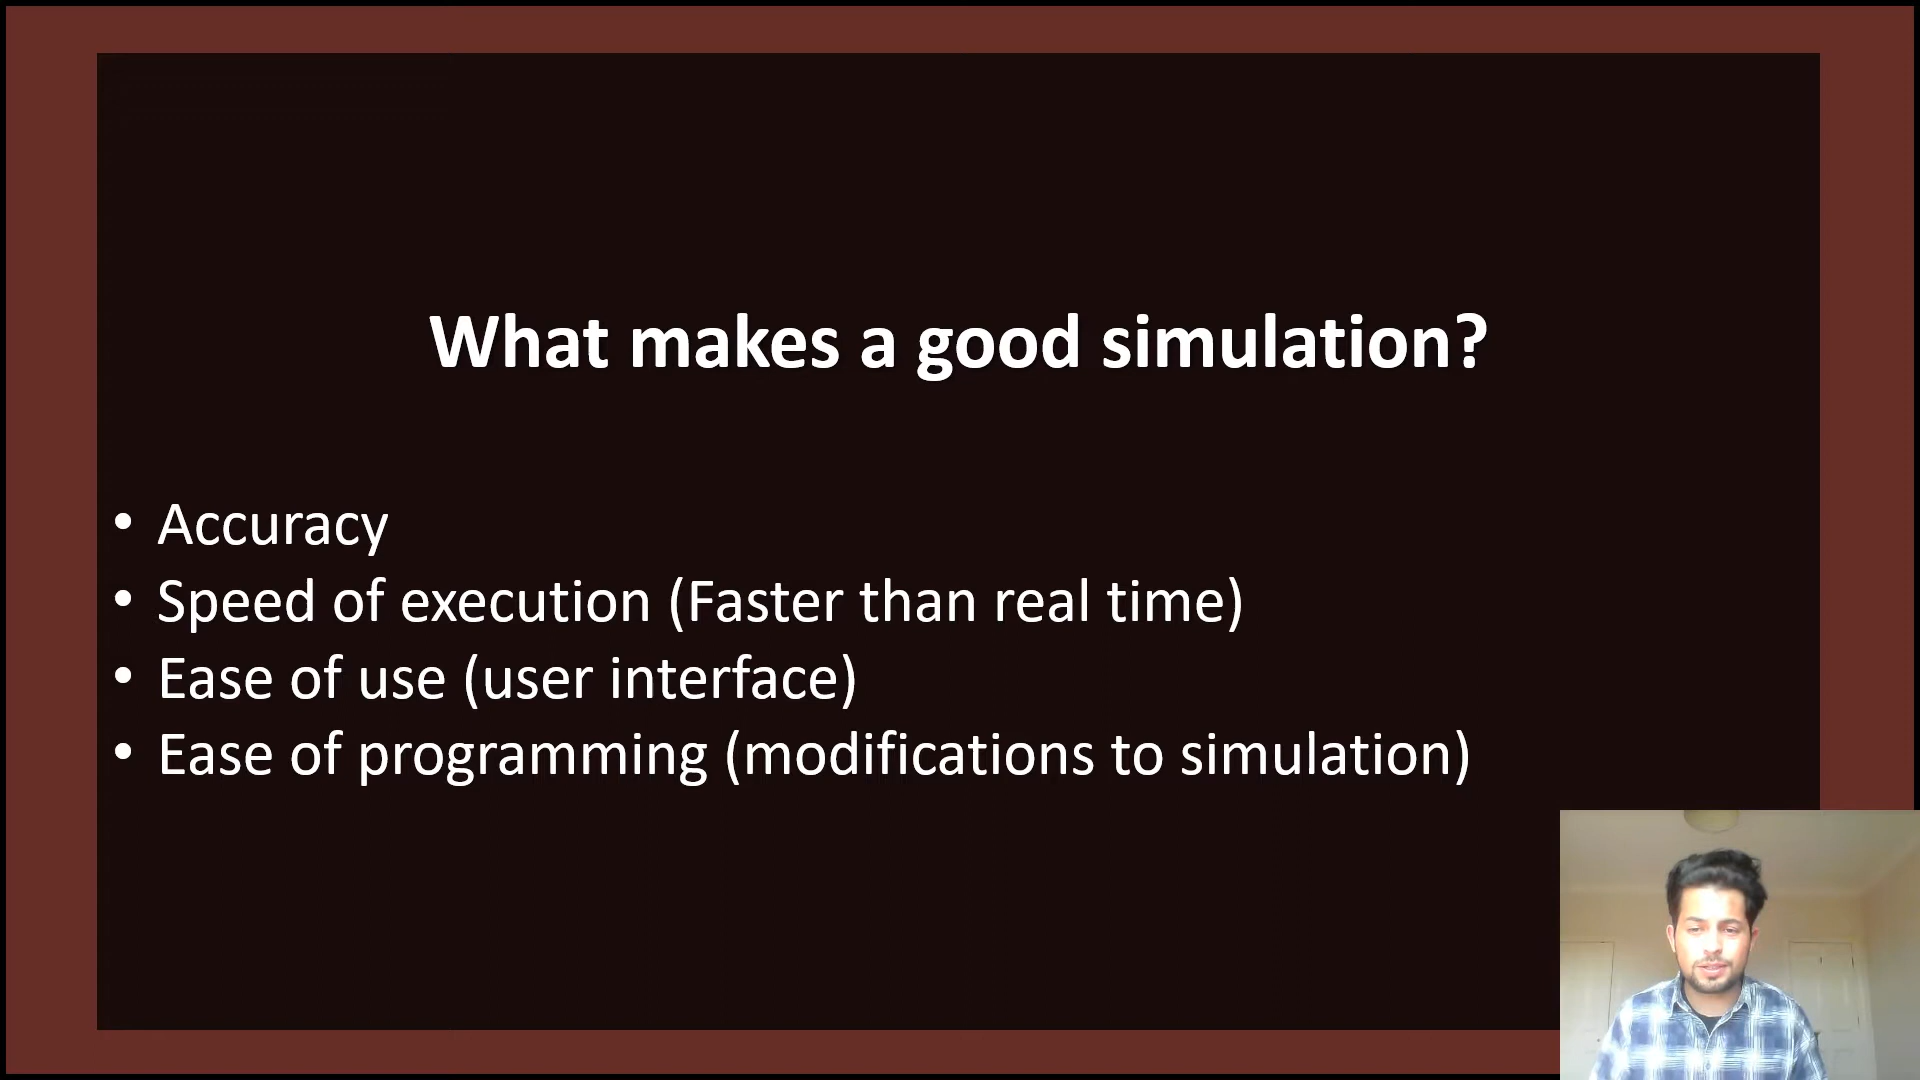 What makes a good simulation?
• Accuracy
• Speed of execution (Faster than real time)
• Ease of use (user interface)
• Ease of programming (modifications to simulation)